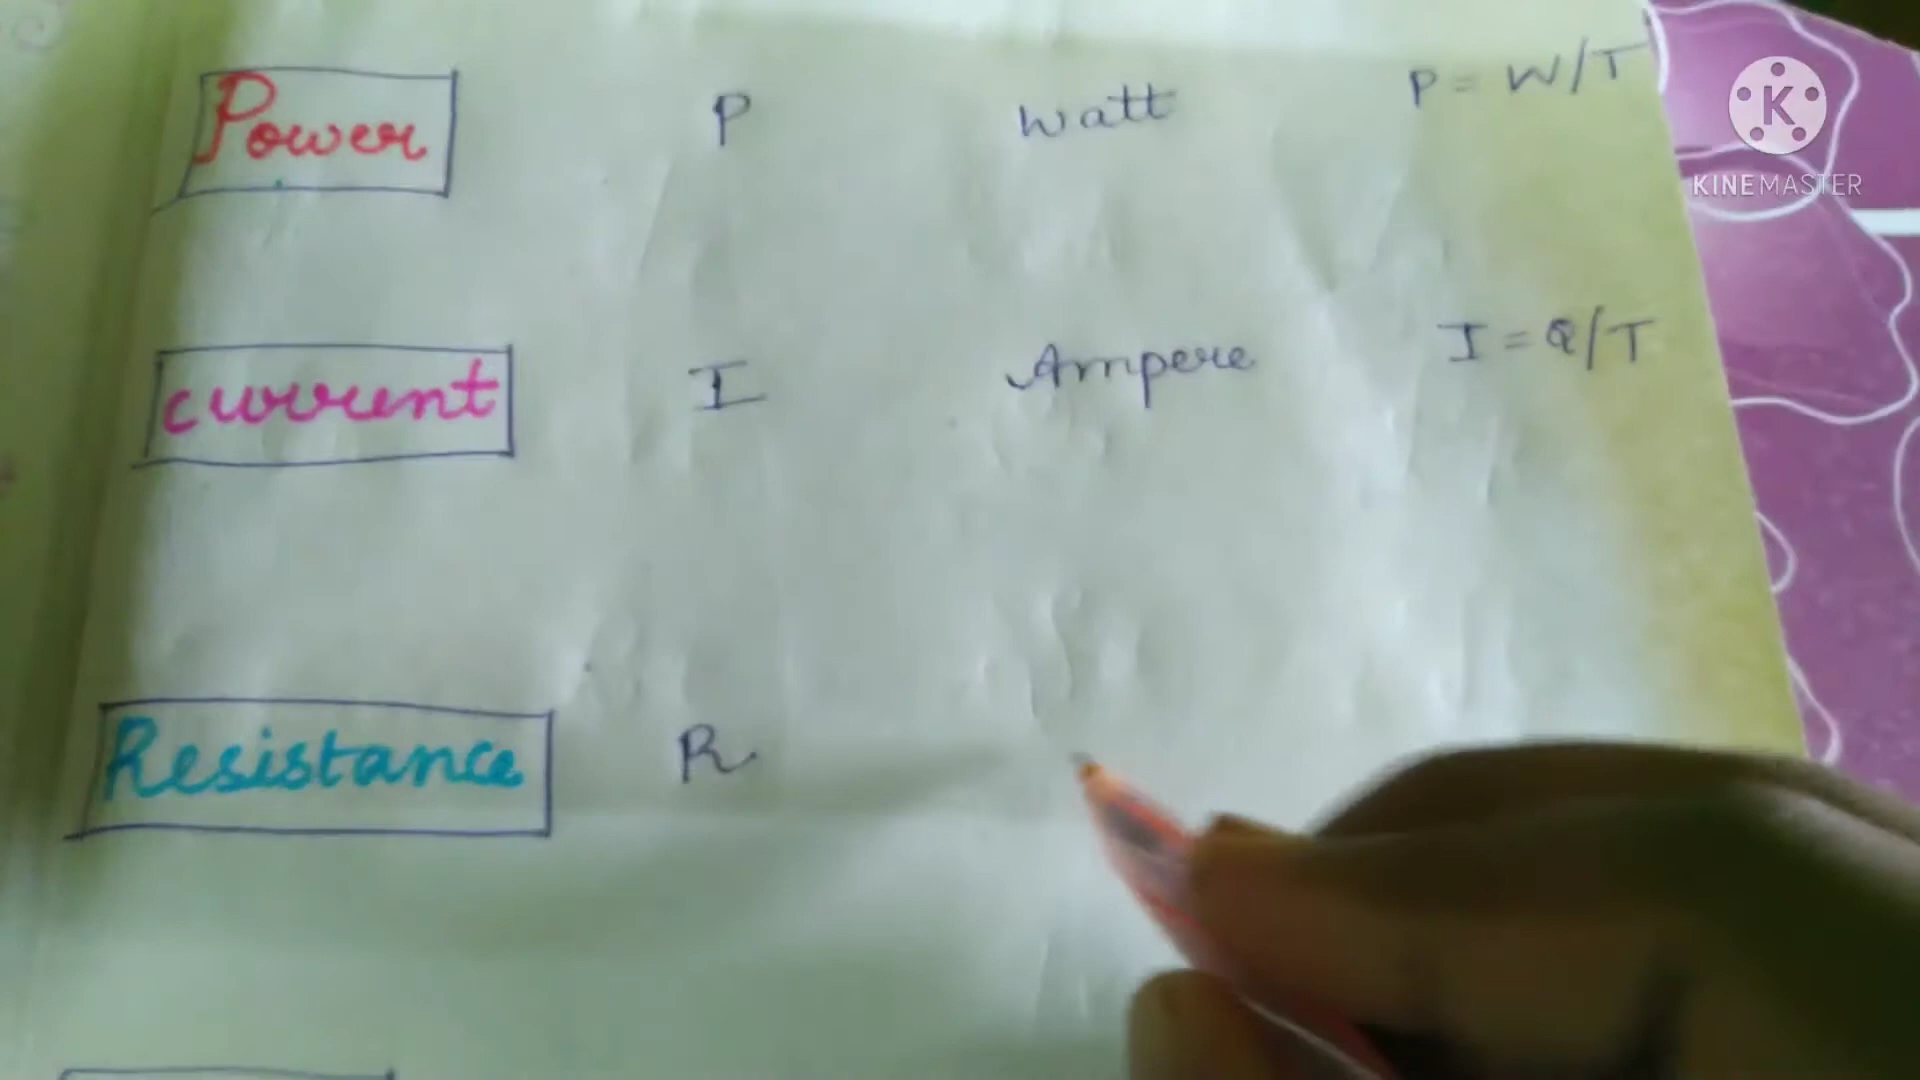 Power P Watt P = W/T
current I Ampere I = Q/T
Resistance R
KINEMASTER